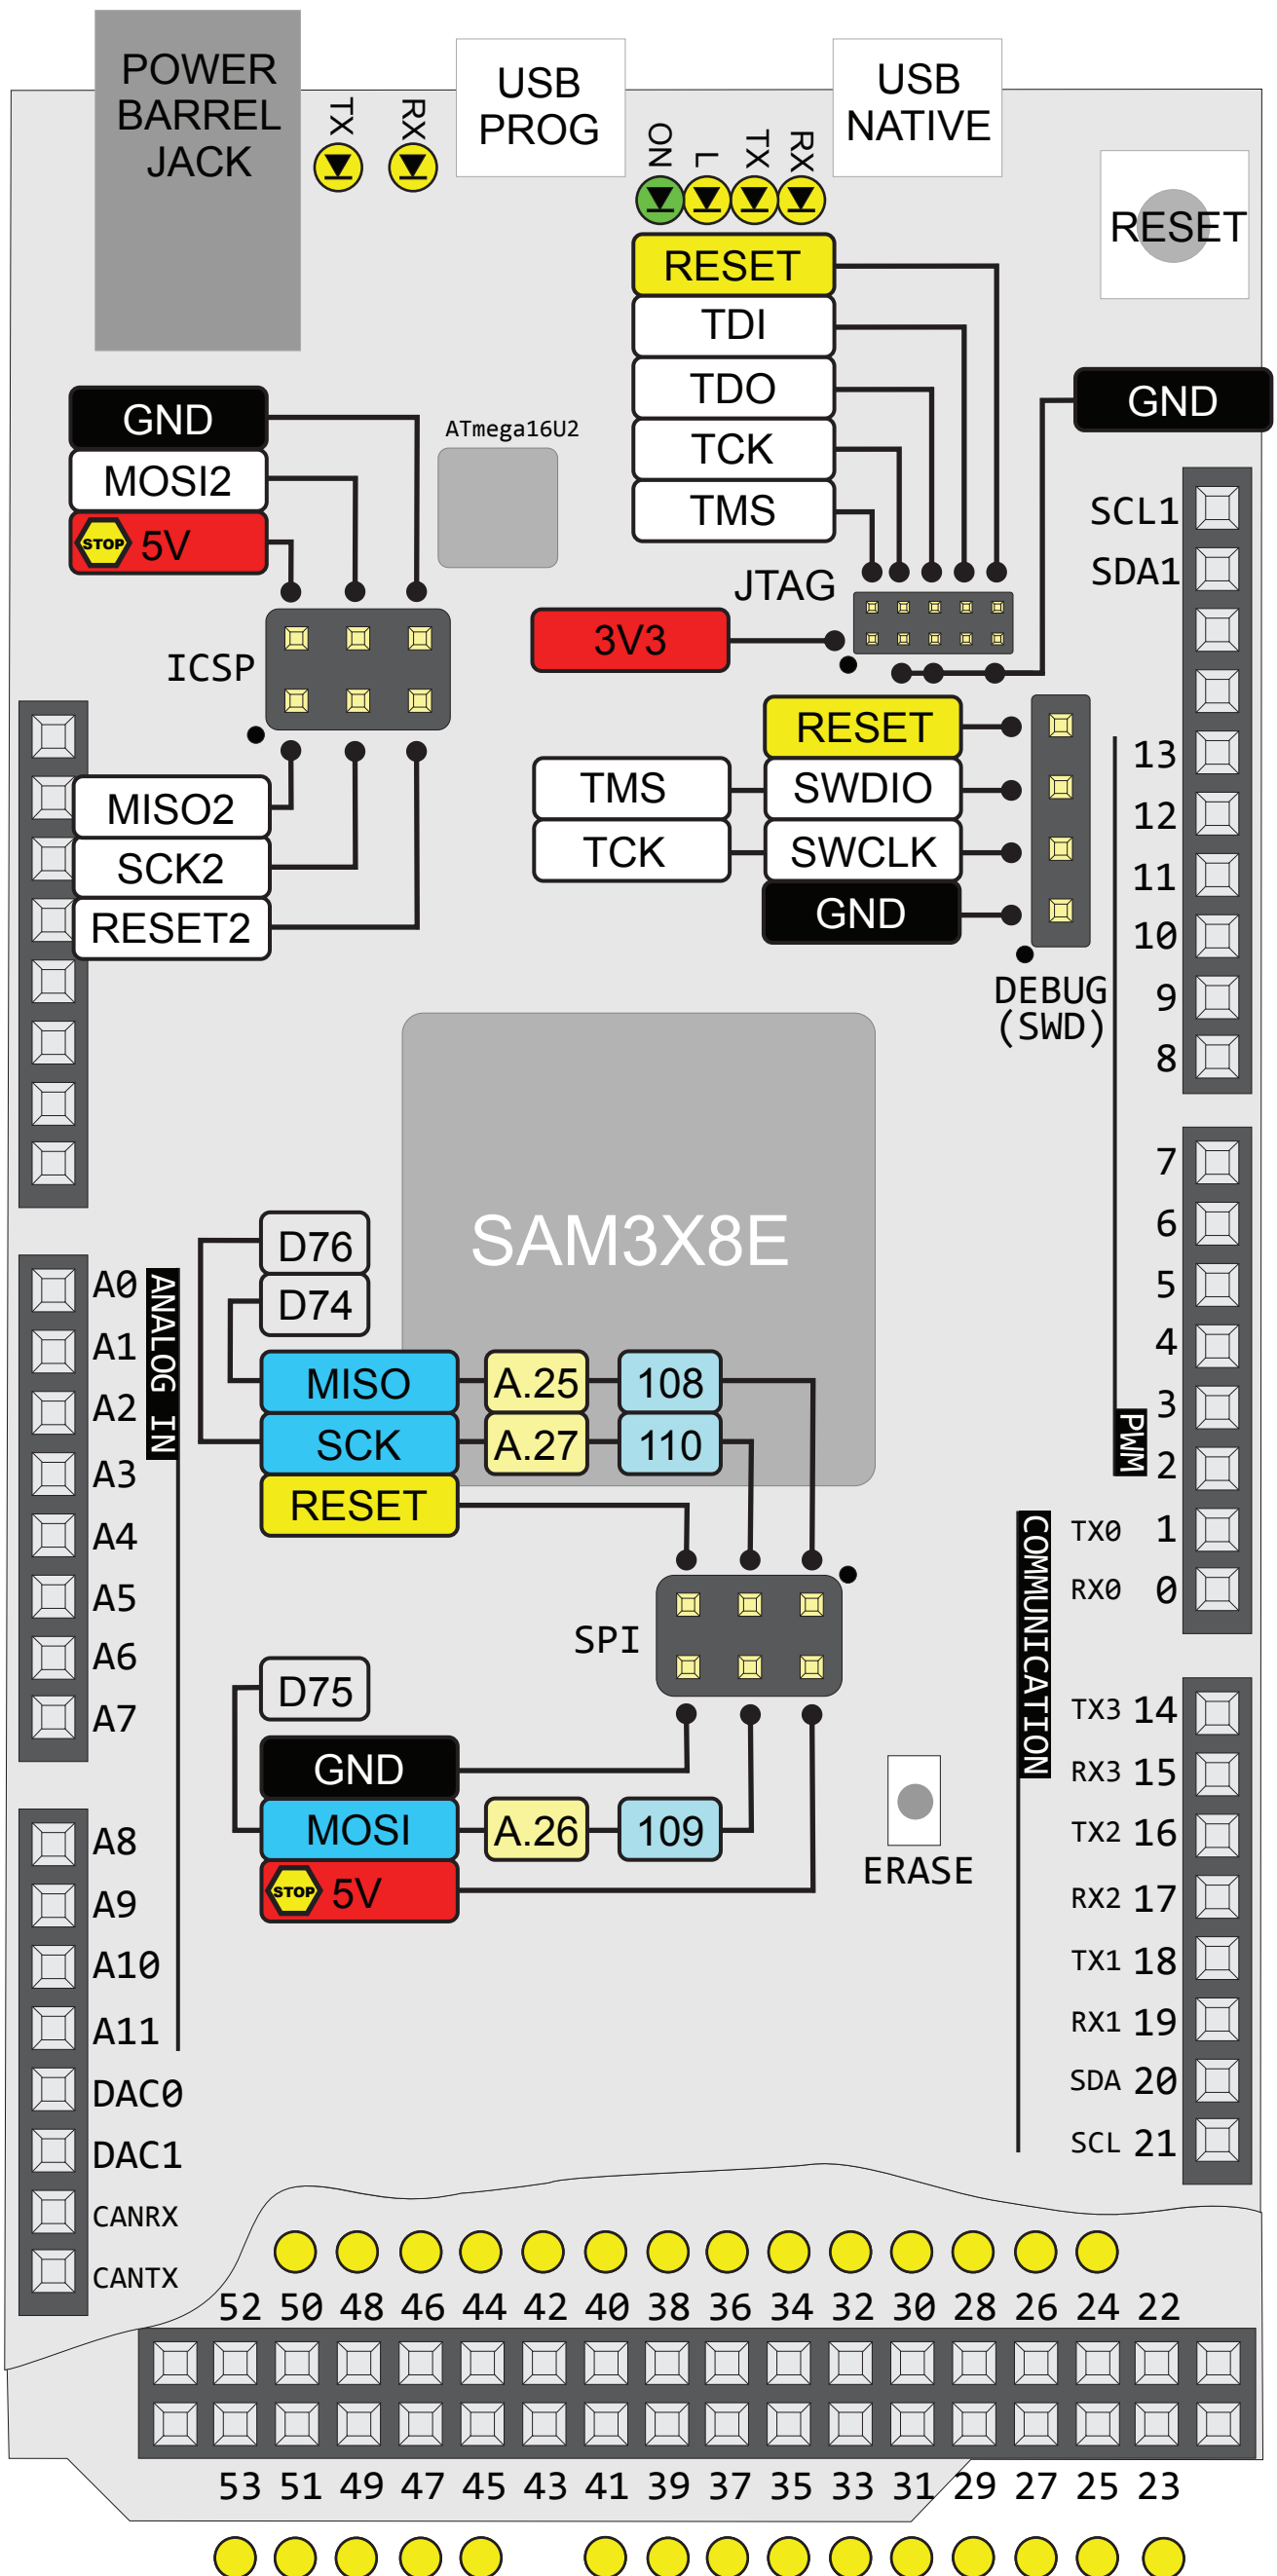 POWER
BARREL
JACK
TX
RX
USB
PROG
USB
NATIVE
ON
L
TX
RX
RESET
RESET
TDI
TDO
TCK
TMS
GND
GND
MOSI2
STOP 5V
ATmega16U2
JTAG
3V3
ICSP
SCL1
SDA1
RESET
TMS SWDIO
TCK SWCLK
GND
DEBUG
(SWD)
MISO2
SCK2
RESET2
13
12
11
10
9
8
SAM3X8E
7
6
5
4
3
2
PWM
TX0 1
RX0 0
COMMUNICATION
D76
D74
MISO A.25 108
SCK A.27 110
RESET
SPI
A0
A1
A2
A3
A4
A5
A6
A7
ANALOG IN
D75
GND
MOSI A.26 109
STOP 5V
ERASE
TX3 14
RX3 15
TX2 16
RX2 17
TX1 18
RX1 19
SDA 20
SCL 21
A8
A9
A10
A11
DAC0
DAC1
CANRX
CANTX
52 50 48 46 44 42 40 38 36 34 32 30 28 26 24 22
53 51 49 47 45 43 41 39 37 35 33 31 29 27 25 23